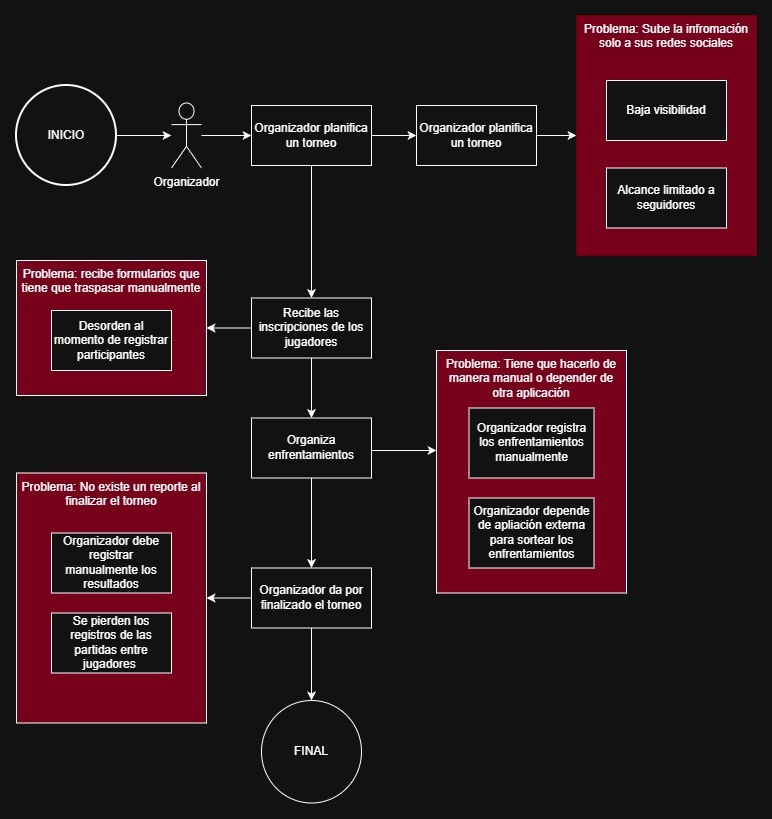 Problema: Sube la infromación
solo a sus redes sociales
Baja visibilidad
Alcance limitado a
seguidores
INICIO
Organizador
Organizador planifica
un torneo
Organizador planifica
un torneo
Problema: recibe formularios que
tiene que traspasar manualmente
Desorden al
momento de registrar
participantes
Recibe las
inscripciones de los
jugadores
Problema: Tiene que hacerlo de
manera manual o depender de
otra aplicación
Organizador registra
los enfrentamientos
manualmente
Organizador depende
de apliación externa
para sortear los
enfrentamientos
Organiza
enfrentamientos
Problema: No existe un reporte al
finalizar el torneo
Organizador debe
registrar
manualmente los
resultados
Se pierden los
registros de las
partidas entre
jugadores
Organizador da por
finalizado el torneo
FINAL